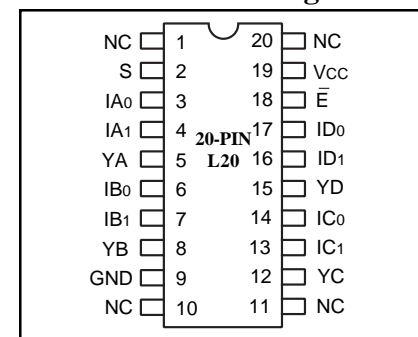 NC 1 20 NC
S 2 19 Vcc
IA0 3 18 E̅
IA1 4 20-PIN 17 ID0
YA 5 L20 16 ID1
IB0 6 15 YD
IB1 7 14 IC0
YB 8 13 IC1
GND 9 12 YC
NC 10 11 NC